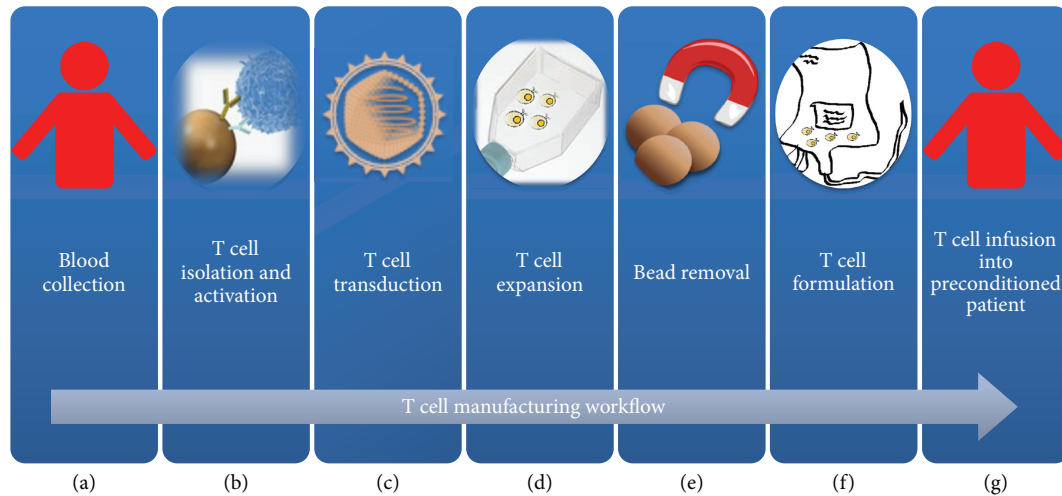 Blood
collection
T cell
isolation and
activation
T cell
transduction
T cell
expansion
Bead removal
T cell
formulation
T cell infusion
into
preconditioned
patient
T cell manufacturing workflow
(a)
(b)
(c)
(d)
(e)
(f)
(g)